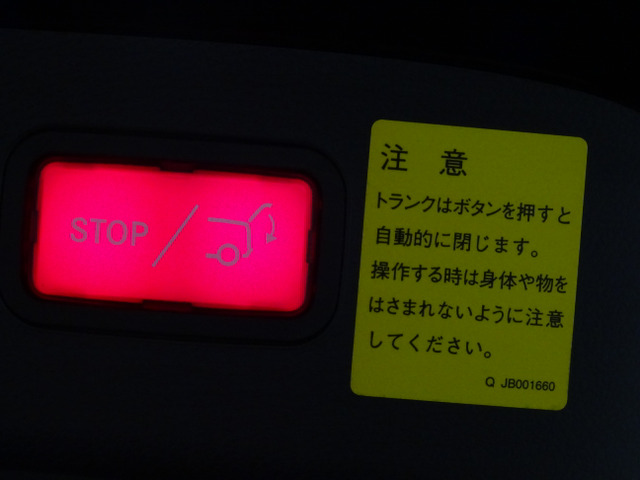 STOP
注 意
トランクはボタンを押すと
自動的に閉じます。
操作する時は身体や物を
はさまれないように注意
してください。
Q JB001660